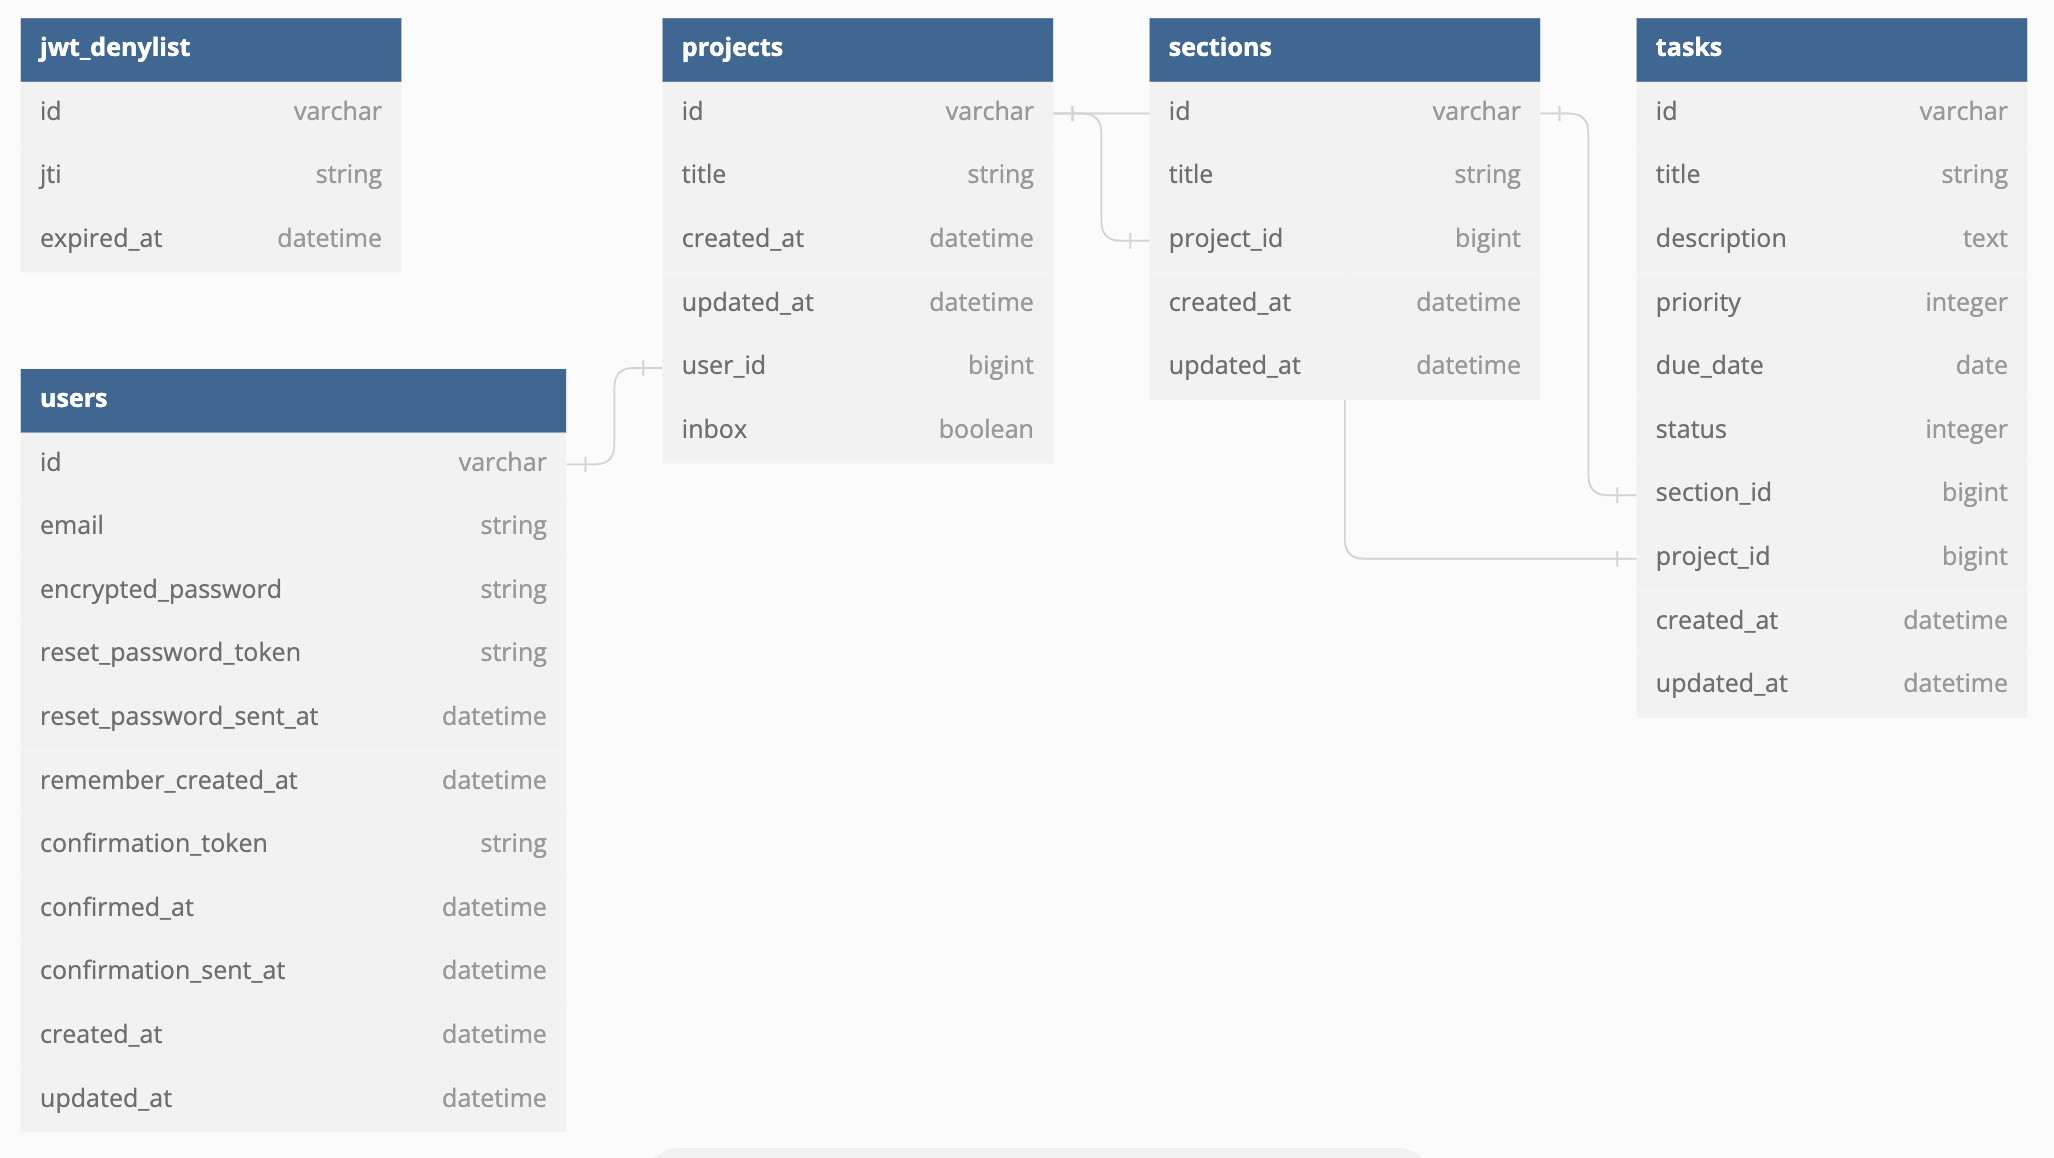 jwt_denylist
id varchar
jti string
expired_at datetime
users
id varchar
email string
encrypted_password string
reset_password_token string
reset_password_sent_at datetime
remember_created_at datetime
confirmation_token string
confirmed_at datetime
confirmation_sent_at datetime
created_at datetime
updated_at datetime
projects
id varchar
title string
created_at datetime
updated_at datetime
user_id bigint
inbox boolean
sections
id varchar
title string
project_id bigint
created_at datetime
updated_at datetime
tasks
id varchar
title string
description text
priority integer
due_date date
status integer
section_id bigint
project_id bigint
created_at datetime
updated_at datetime